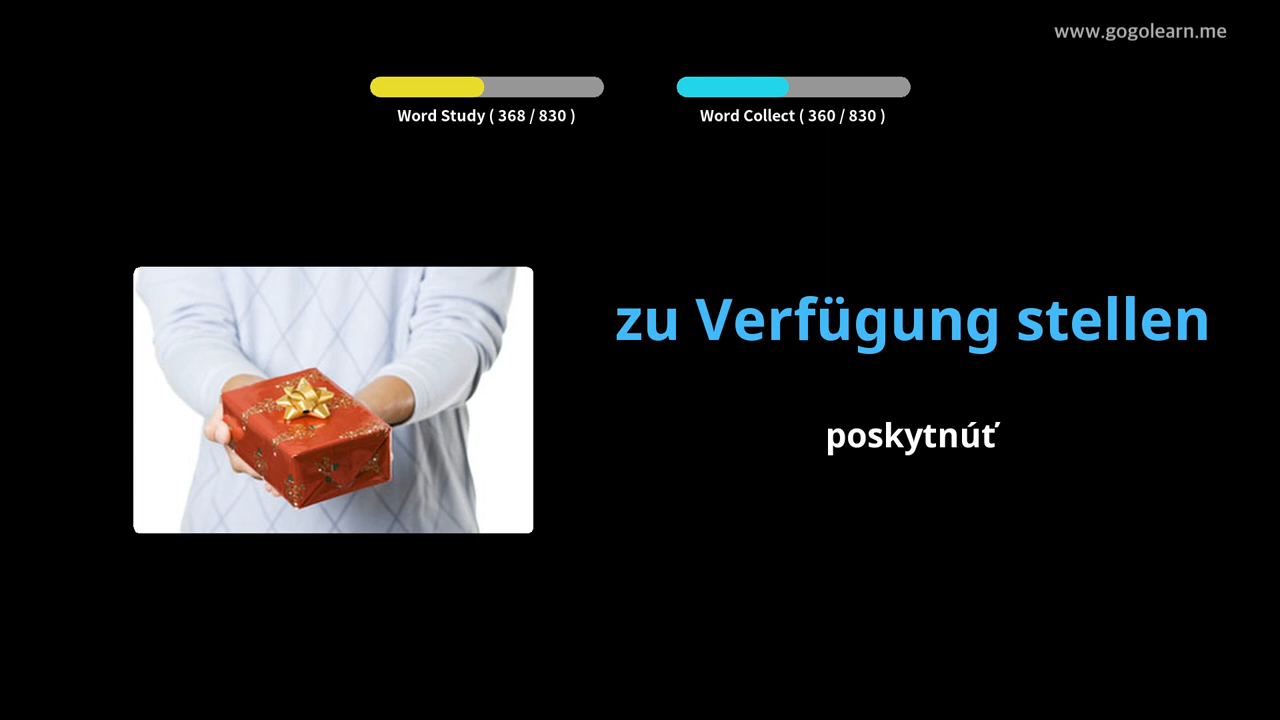 www.gogolearn.me
Word Study ( 368 / 830 )
Word Collect ( 360 / 830 )
zu Verfügung stellen
poskytnúť